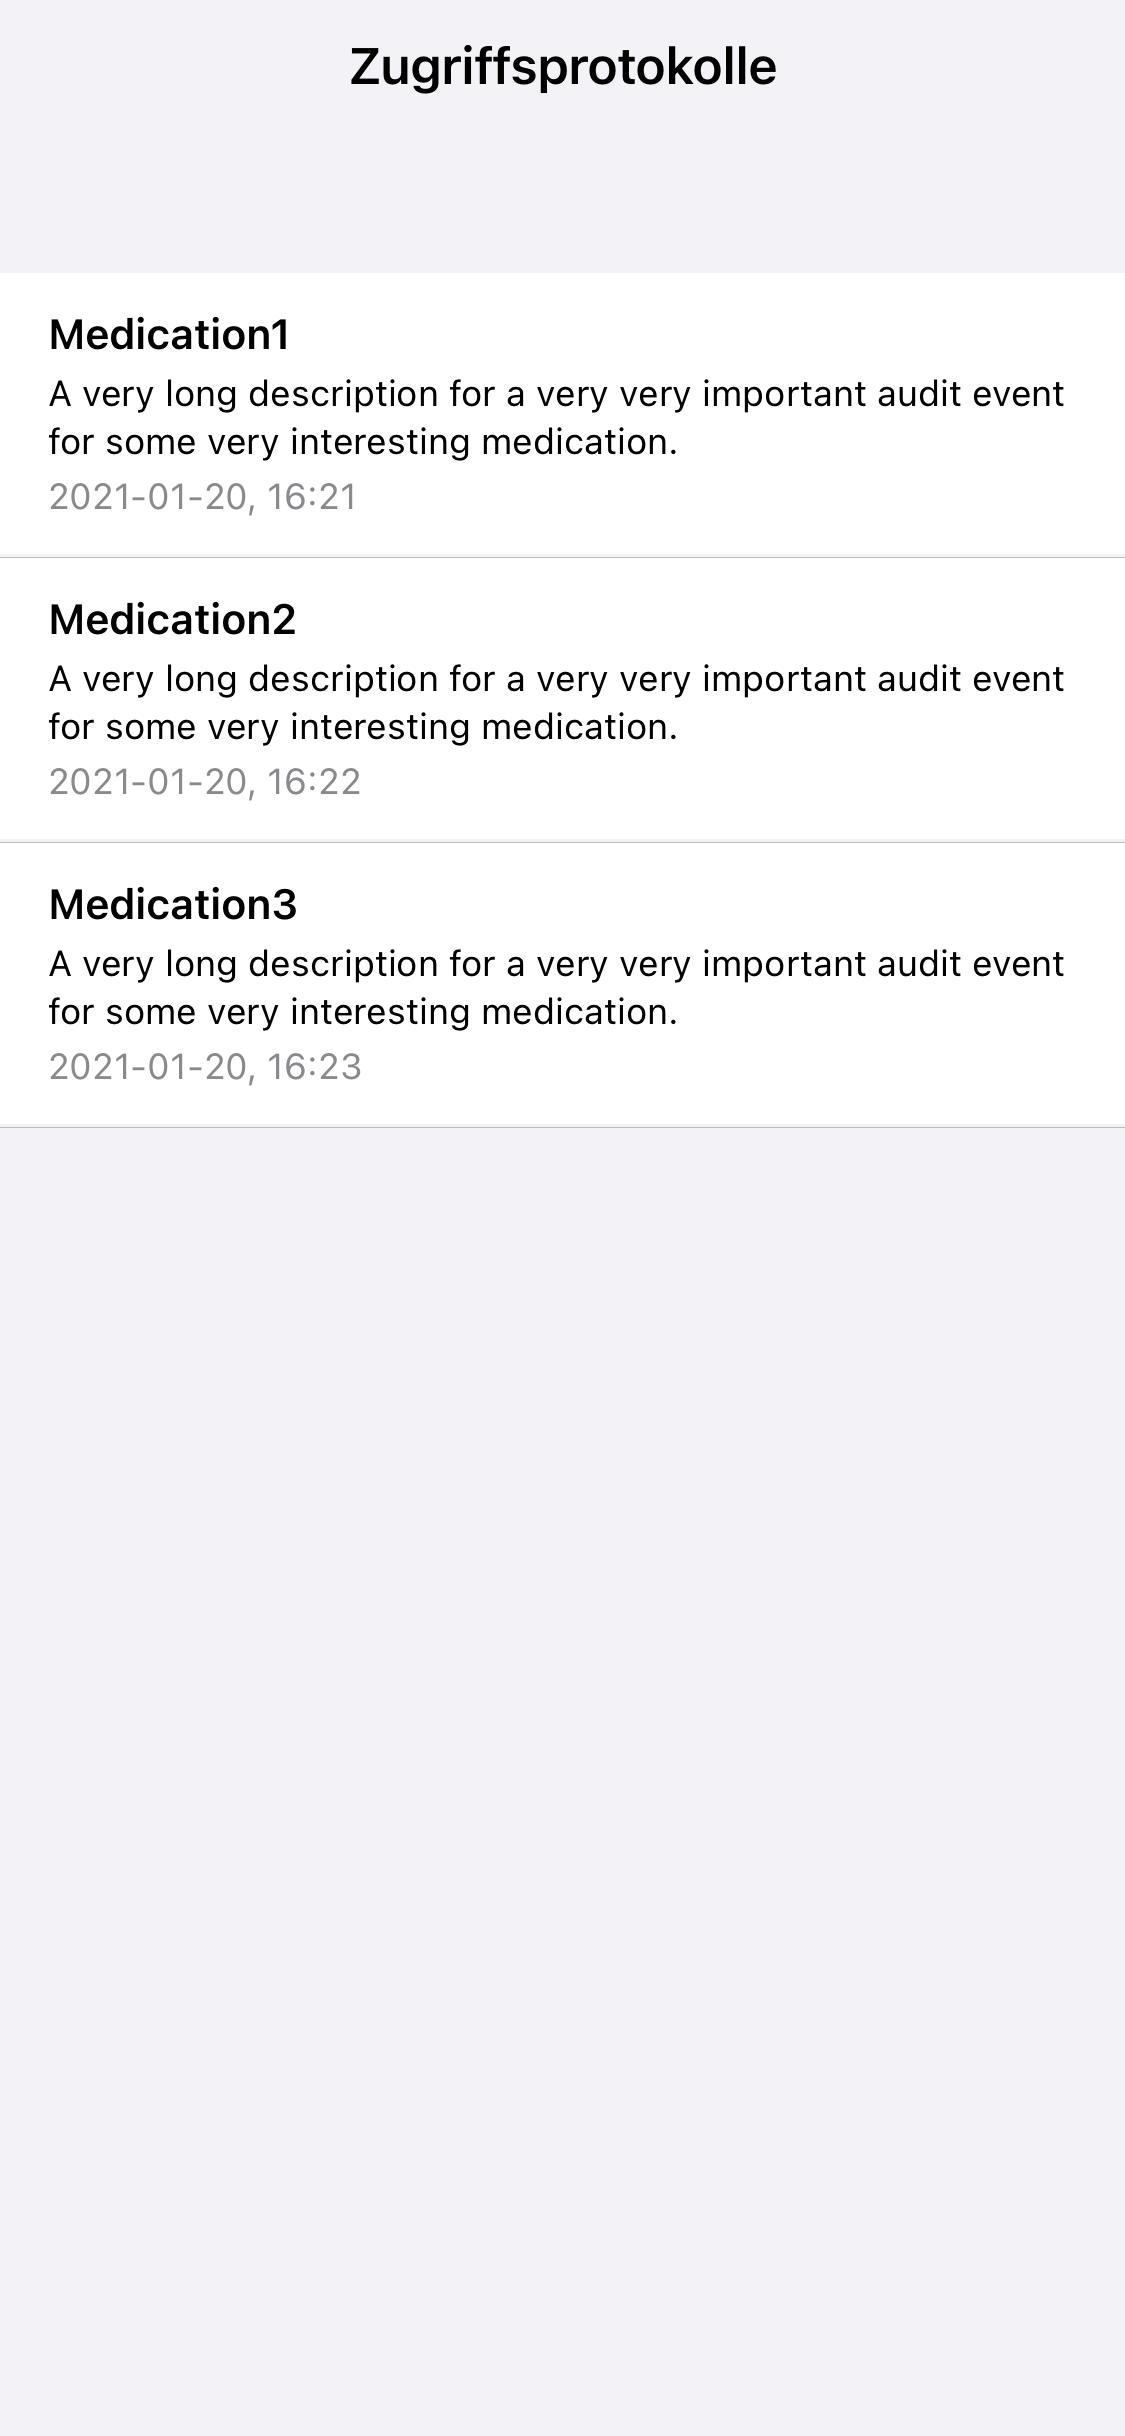 Zugriffsprotokolle
Medication1
A very long description for a very very important audit event
for some very interesting medication.
2021-01-20, 16:21
Medication2
A very long description for a very very important audit event
for some very interesting medication.
2021-01-20, 16:22
Medication3
A very long description for a very very important audit event
for some very interesting medication.
2021-01-20, 16:23